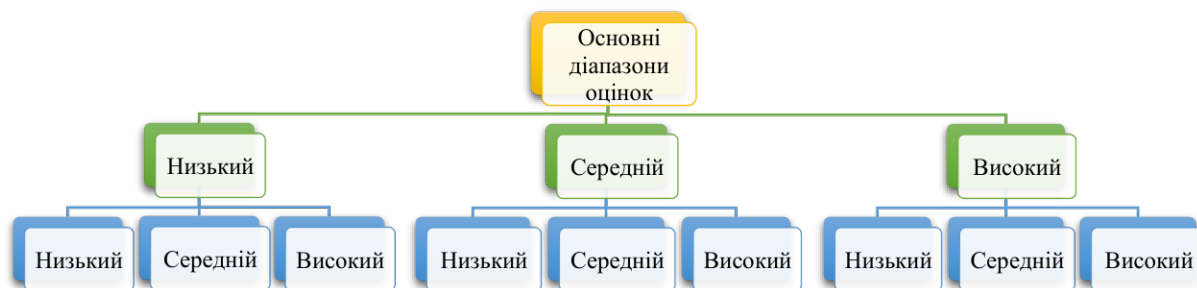 Основні
діапазони
оцінок
Низький
Середній
Високий
Низький
Середній
Високий
Низький
Середній
Високий
Низький
Середній
Високий